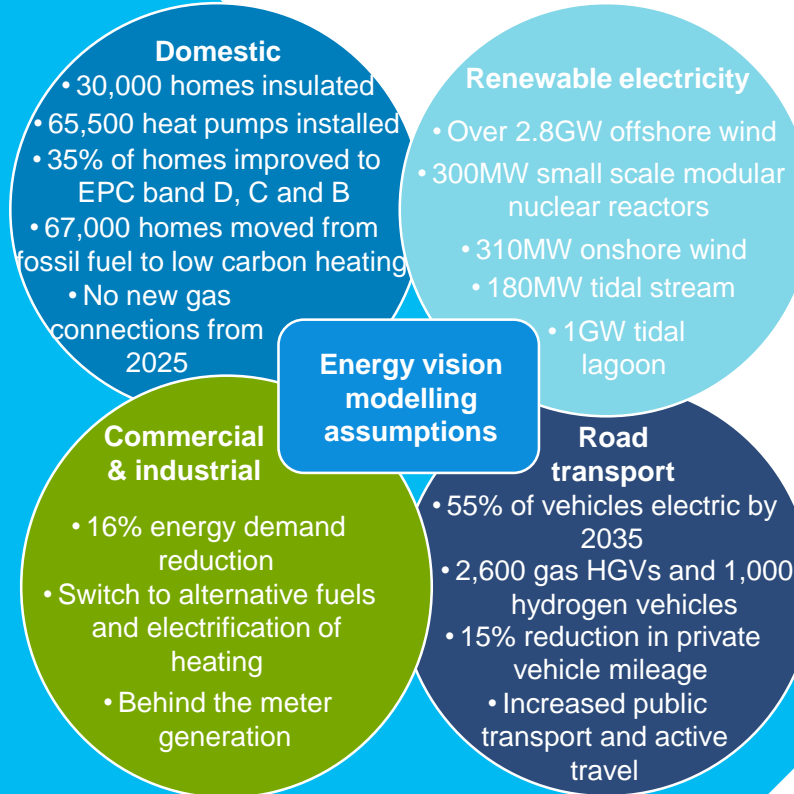 Domestic
• 30,000 homes insulated
• 65,500 heat pumps installed
• 35% of homes improved to
EPC band D, C and B
• 67,000 homes moved from
fossil fuel to low carbon heating
• No new gas
connections from
2025
Renewable electricity
• Over 2.8GW offshore wind
• 300MW small scale modular
nuclear reactors
• 310MW onshore wind
• 180MW tidal stream
• 1GW tidal
lagoon
Energy vision
modelling
assumptions
Commercial
& industrial
• 16% energy demand
reduction
• Switch to alternative fuels
and electrification of
heating
• Behind the meter
generation
Road
transport
• 55% of vehicles electric by
2035
• 2,600 gas HGVs and 1,000
hydrogen vehicles
• 15% reduction in private
vehicle mileage
• Increased public
transport and active
travel